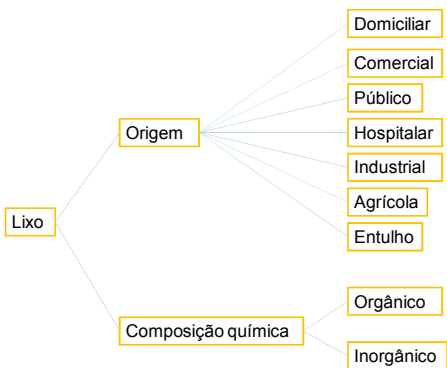 Domiciliar
Comercial
Público
Origem
Hospitalar
Industrial
Agrícola
Lixo
Entulho
Orgânico
Composição química
Inorgânico